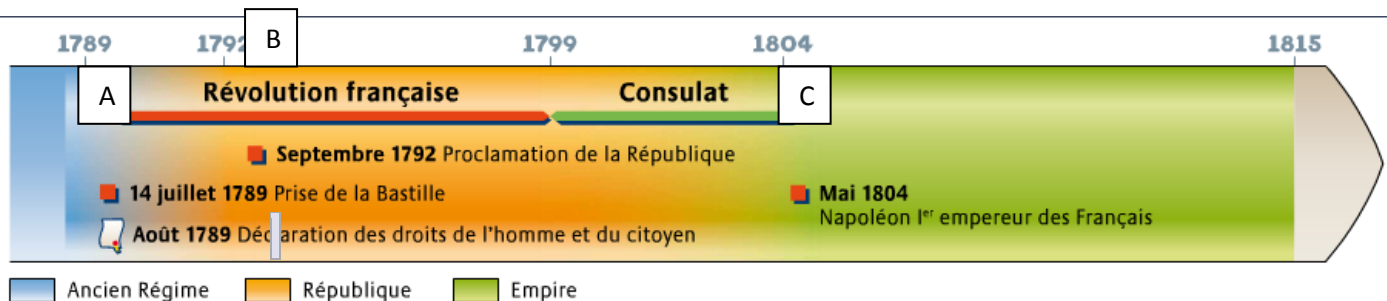 1789 1792 B 1799 1804 1815
A Révolution française Consulat C
Septembre 1792 Proclamation de la République
14 juillet 1789 Prise de la Bastille
Mai 1804
Napoléon Ier empereur des Français
Août 1789 Déclaration des droits de l'homme et du citoyen
Ancien Régime République Empire